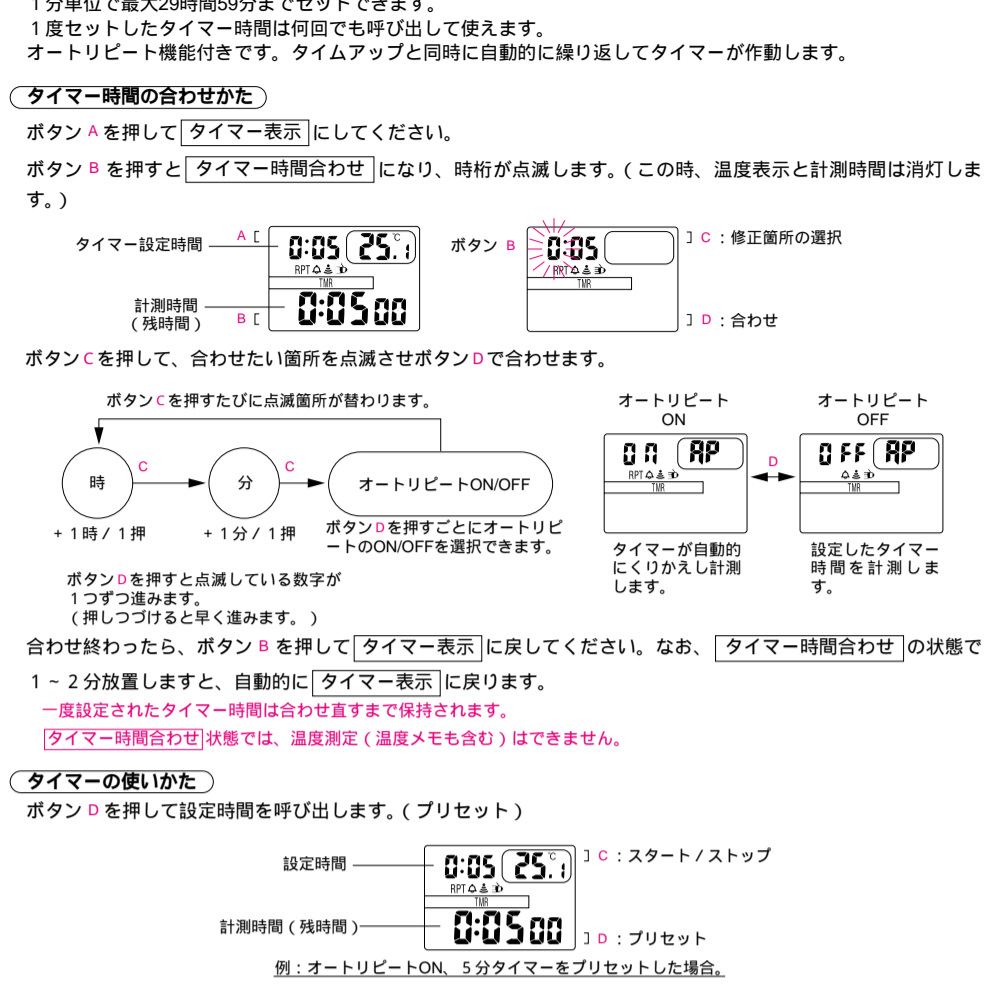 1分単位で最大29時間59分までセットできます。
1度セットしたタイマー時間は何回でも呼び出して使えます。
オートリピート機能付きです。タイムアップと同時に自動的に繰り返してタイマーが作動します。
タイマー時間の合わせかた
ボタン A を押して タイマー表示 にしてください。
ボタン B を押すと タイマー時間合わせ になり、時桁が点滅します。（この時、温度表示と計測時間は消灯しま
す。）
タイマー設定時間
A
0:05 25.1 ℃
RPT
TMR
計測時間
（残時間）
B
0:05 00
ボタン B
0:05
RPT
TMR
C：修正箇所の選択
D：合わせ
ボタン C を押して、合わせたい箇所を点滅させボタン D で合わせます。
ボタン C を押すたびに点滅箇所が替わります。
時
C
分
C
オートリピートON/OFF
+ 1時 / 1押
+ 1分 / 1押
ボタン D を押すごとにオートリピ
ートのON/OFFを選択できます。
ボタン D を押すと点滅している数字が
1つずつ進みます。
（押しつづけると早く進みます。）
オートリピート
ON
ON AP
RPT
TMR
タイマーが自動的
にくりかえし計測
します。
D
オートリピート
OFF
OFF AP
TMR
設定したタイマー
時間を計測しま
す。
合わせ終わったら、ボタン B を押して タイマー表示 に戻してください。なお、 タイマー時間合わせ の状態で
1 ~ 2分放置しますと、自動的に タイマー表示 に戻ります。
一度設定されたタイマー時間は合わせ直すまで保持されます。
タイマー時間合わせ 状態では、温度測定（温度メモも含む）はできません。
タイマーの使いかた
ボタン D を押して設定時間を呼び出します。（プリセット）
設定時間
0:05 25.1 ℃
RPT
TMR
C：スタート / ストップ
計測時間（残時間）
0:05 00
D：プリセット
例：オートリピートON、5分タイマーをプリセットした場合。